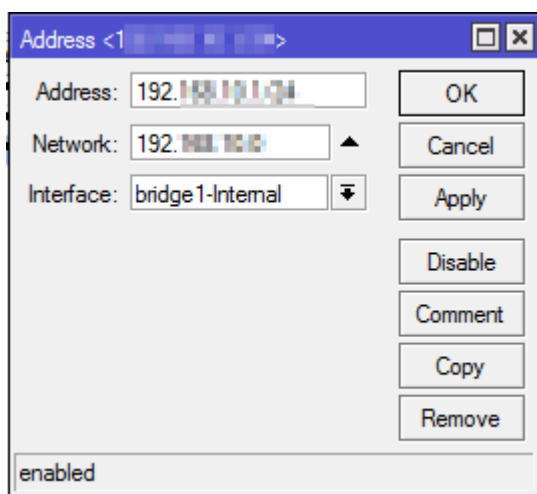 Address <1
>
Address: 192.
OK
Network: 192.
Cancel
Interface: bridge1-Internal
Apply
Disable
Comment
Copy
Remove
enabled